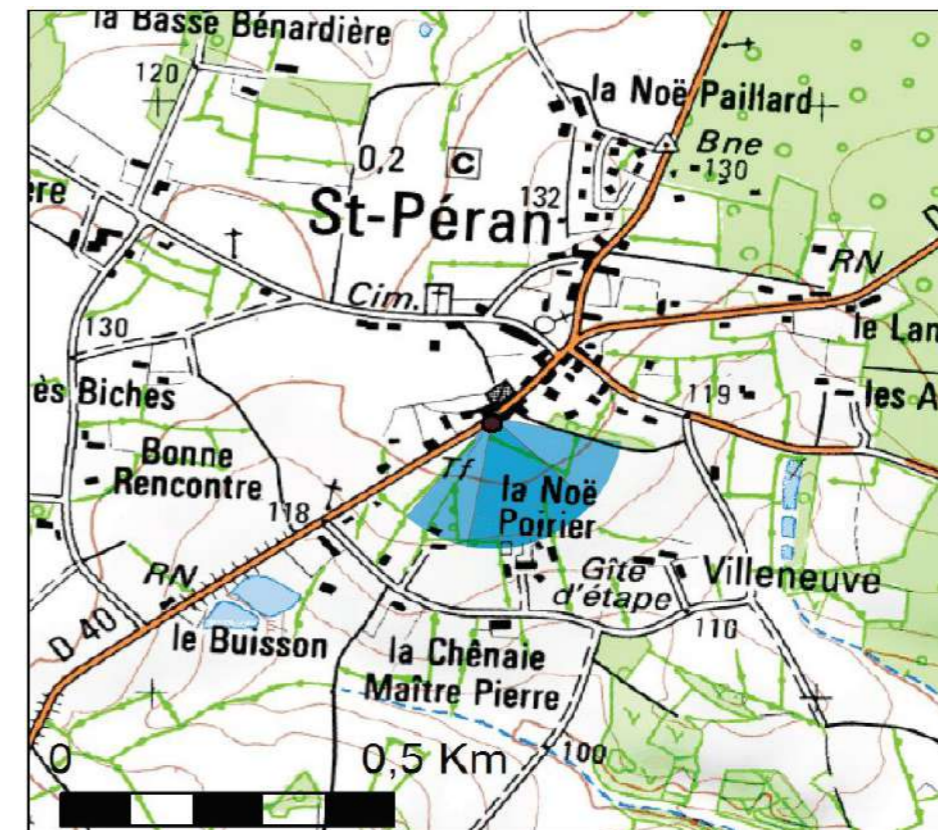 la Basse Bénardière
120
la Noë Paillard
Bne
130
0,2
C
132
St-Péran
ère
RN
Cim.
130
le Lan
119
les A
ès Biches
Bonne
Rencontre
Tf
la Noë
Poirier
118
RN
Gîte
d'étape
Villeneuve
D 40
le Buisson
110
la Chênaie
Maître Pierre
100
0
0,5 Km